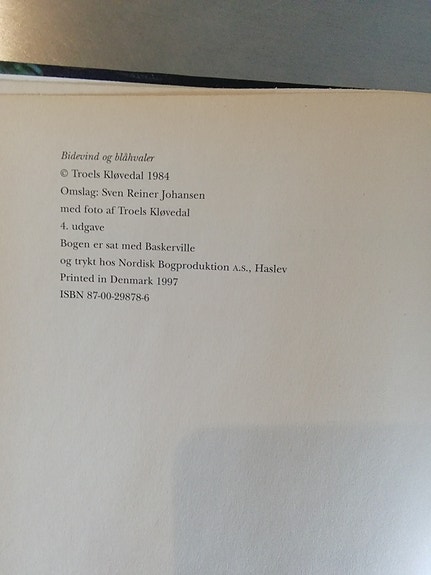 Bidevind og blåhvaler
© Troels Kløvedal 1984
Omslag: Sven Reiner Johansen
med foto af Troels Kløvedal
4. udgave
Bogen er sat med Baskerville
og trykt hos Nordisk Bogproduktion A.S., Haslev
Printed in Denmark 1997
ISBN 87-00-29878-6